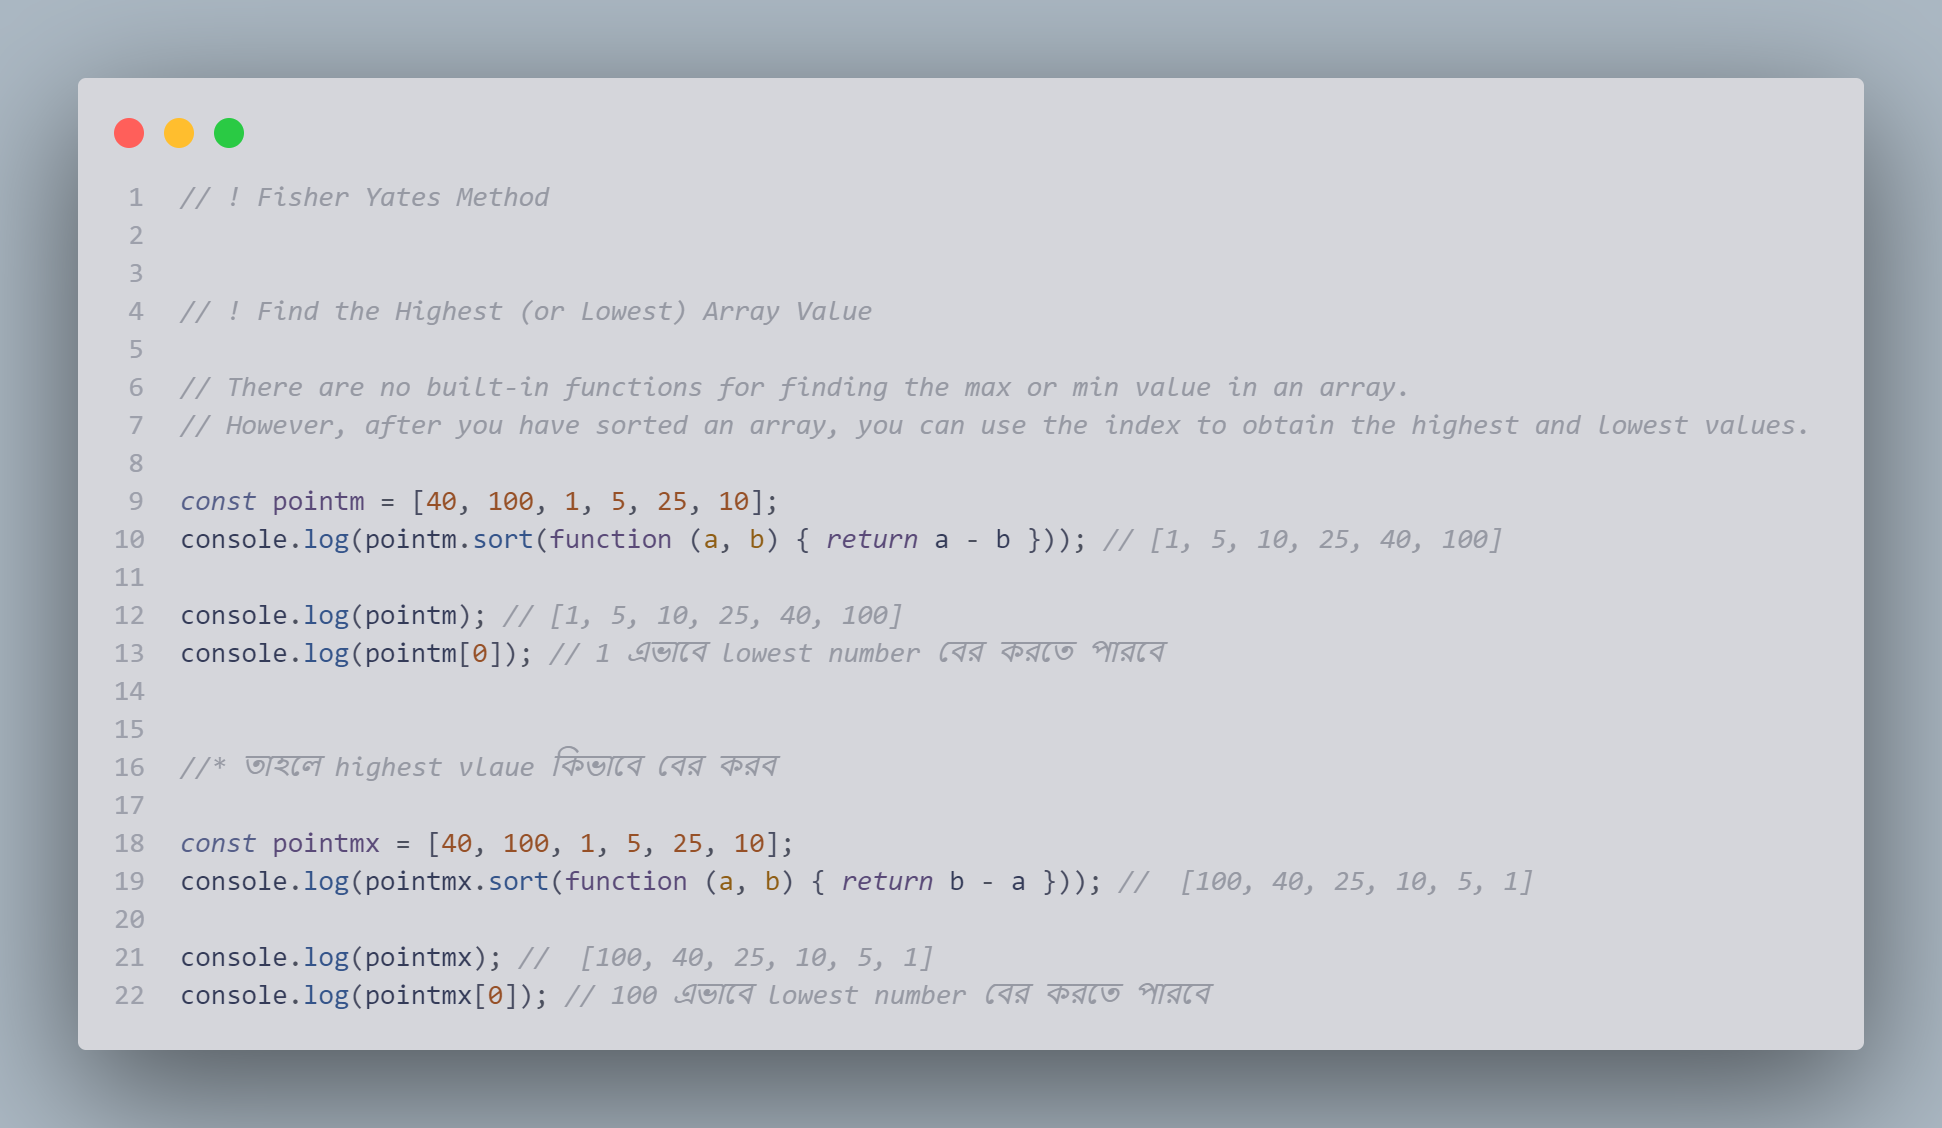 1 // ! Fisher Yates Method
2
3
4 // ! Find the Highest (or Lowest) Array Value
5
6 // There are no built-in functions for finding the max or min value in an array.
7 // However, after you have sorted an array, you can use the index to obtain the highest and lowest values.
8
9 const pointm = [40, 100, 1, 5, 25, 10];
10 console.log(pointm.sort(function (a, b) { return a - b })); // [1, 5, 10, 25, 40, 100]
11
12 console.log(pointm); // [1, 5, 10, 25, 40, 100]
13 console.log(pointm[0]); // 1 এভাবে lowest number বের করতে পারবে
14
15
16 //* তাহলে highest vlaue কিভাবে বের করব
17
18 const pointmx = [40, 100, 1, 5, 25, 10];
19 console.log(pointmx.sort(function (a, b) { return b - a })); //  [100, 40, 25, 10, 5, 1]
20
21 console.log(pointmx); //  [100, 40, 25, 10, 5, 1]
22 console.log(pointmx[0]); // 100 এভাবে lowest number বের করতে পারবে